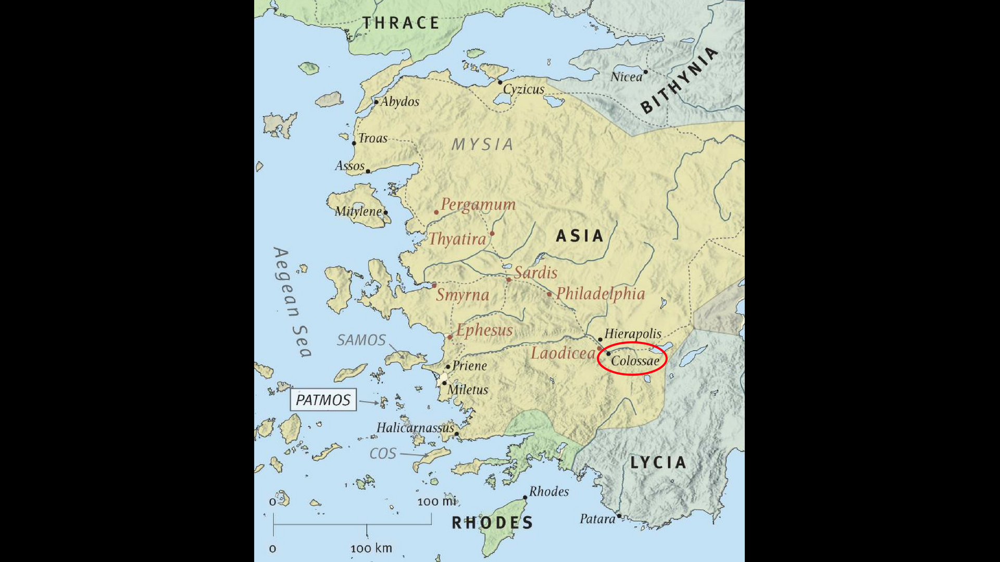 THRACE
BITHYNIA
Nicea
Cyzicus
Abydos
Troas
MYSIA
Assos
Pergamum
Mitylene
Thyatira
ASIA
Aegean Sea
Sardis
Smyrna
Philadelphia
Ephesus
Hierapolis
SAMOS
Laodicea
Colossae
Priene
Miletus
PATMOS
Halicarnassus
COS
LYCIA
Rhodes
0
100 mi
RHODES
Patara
0
100 km